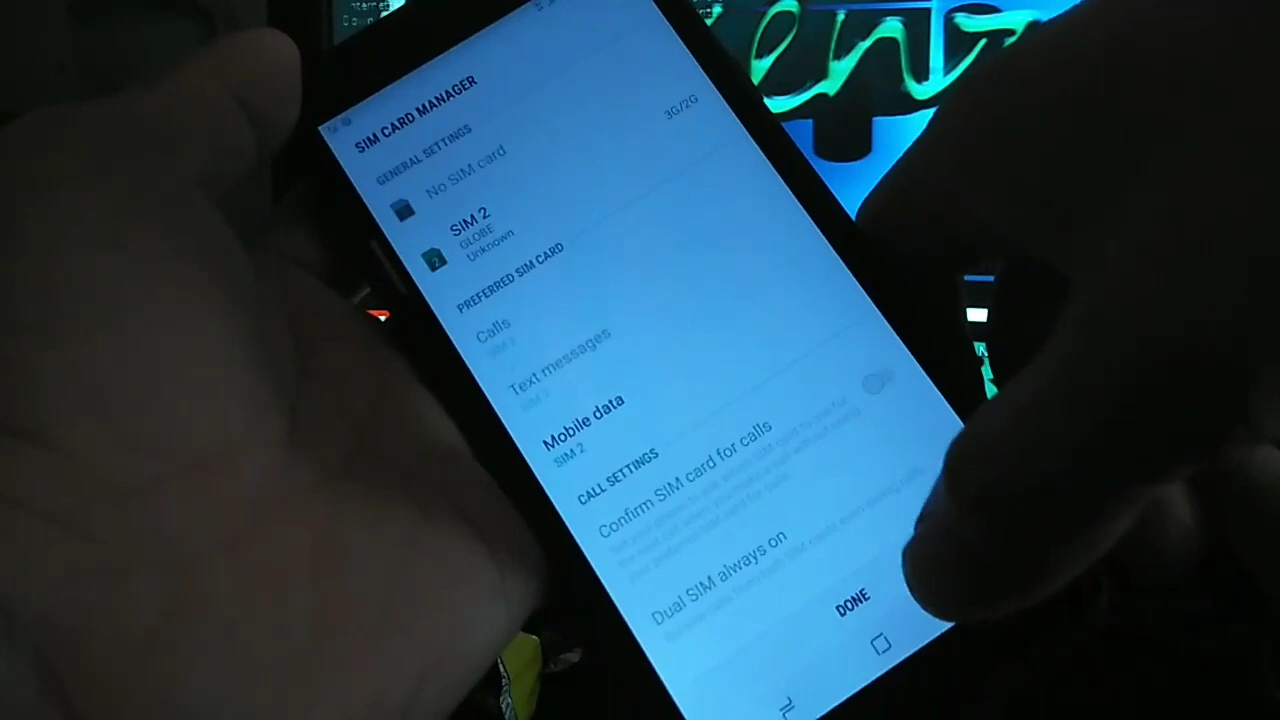 SIM CARD MANAGER
GENERAL SETTINGS
No SIM card
3G/2G
SIM 2
GLOBE
Unknown
2
PREFERRED SIM CARD
Calls
SIM 2
Text messages
SIM 2
Mobile data
SIM 2
CALL SETTINGS
Confirm SIM card for calls
Dual SIM always on
DONE